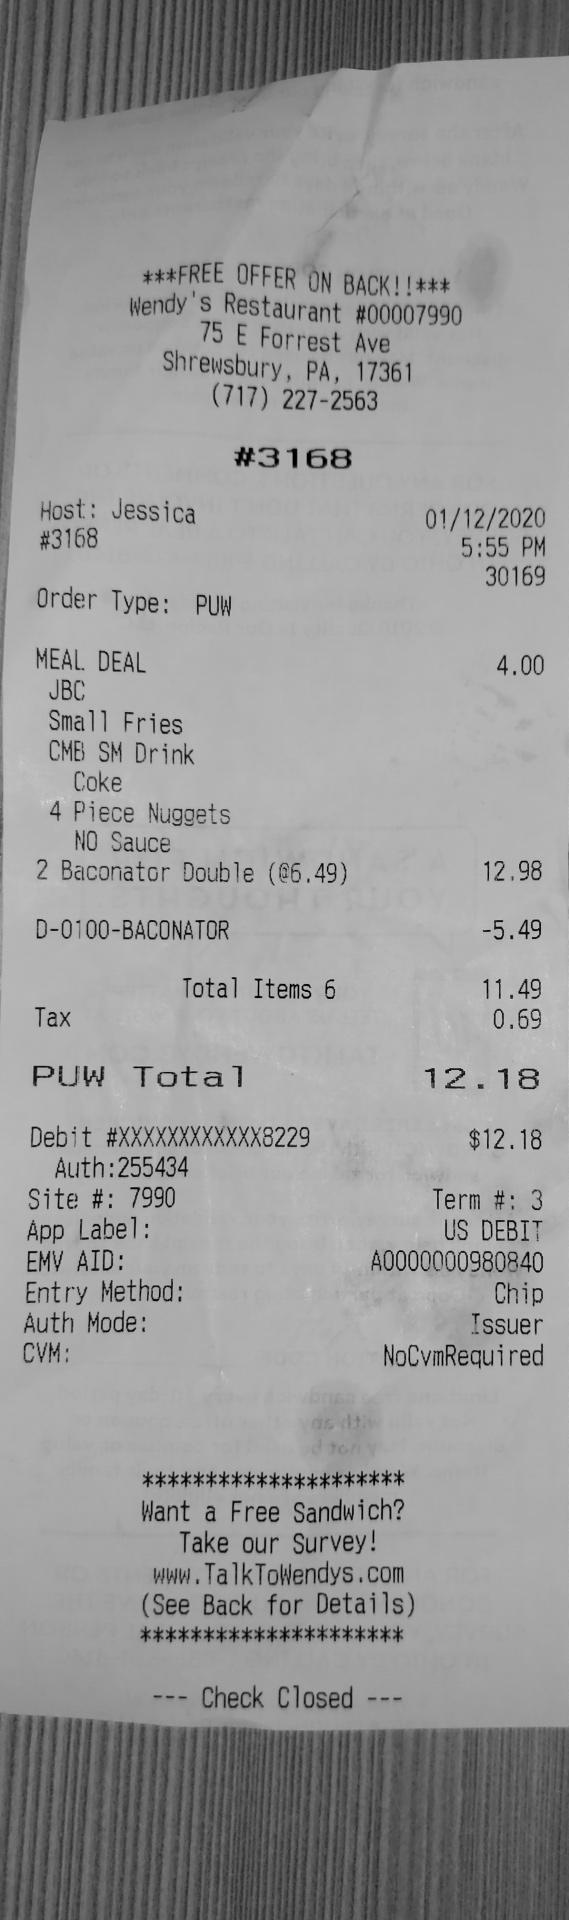 ***FREE OFFER ON BACK!!***
Wendy's Restaurant #00007990
75 E Forrest Ave
Shrewsbury, PA, 17361
(717) 227-2563
#3168
Host: Jessica 01/12/2020
#3168 5:55 PM
30169
Order Type: PUW
MEAL DEAL 4.00
JBC
Small Fries
CMB SM Drink
Coke
4 Piece Nuggets
NO Sauce
2 Baconator Double (@6.49) 12.98
D-0100-BACONATOR -5.49
Total Items 6 11.49
Tax 0.69
PUW Total 12.18
Debit #XXXXXXXXXXXX8229 $12.18
Auth:255434
Site #: 7990 Term #: 3
App Label: US DEBIT
EMV AID: A0000000980840
Entry Method: Chip
Auth Mode: Issuer
CVM: NoCvmRequired
*********************
Want a Free Sandwich?
Take our Survey!
www.TalkToWendys.com
(See Back for Details)
*********************
--- Check Closed ---